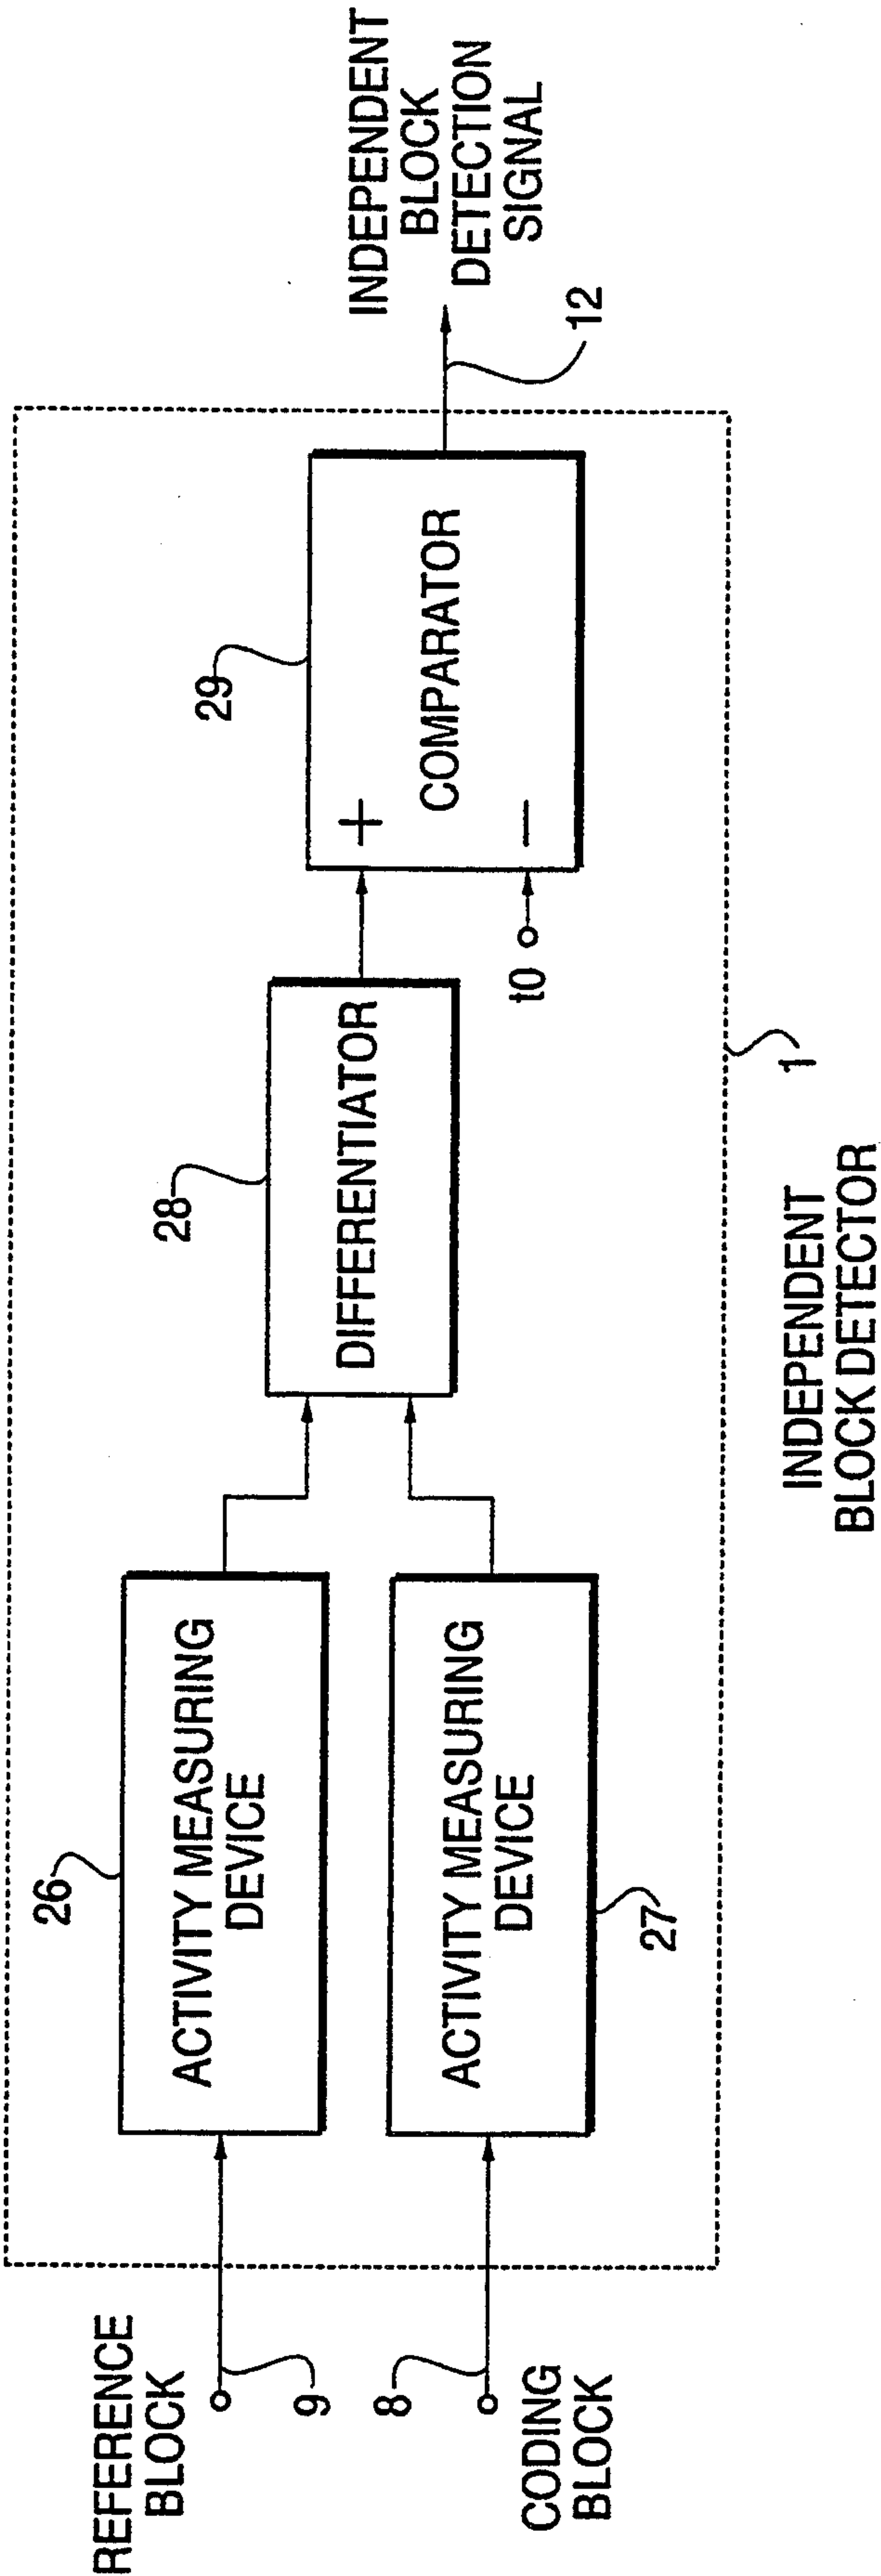 REFERENCE
BLOCK
9
8
CODING
BLOCK
26
ACTIVITY MEASURING
DEVICE
ACTIVITY MEASURING
DEVICE
27
28
DIFFERENTIATOR
29
+
COMPARATOR
−
t0
INDEPENDENT
BLOCK
DETECTION
SIGNAL
12
1
INDEPENDENT
BLOCK DETECTOR